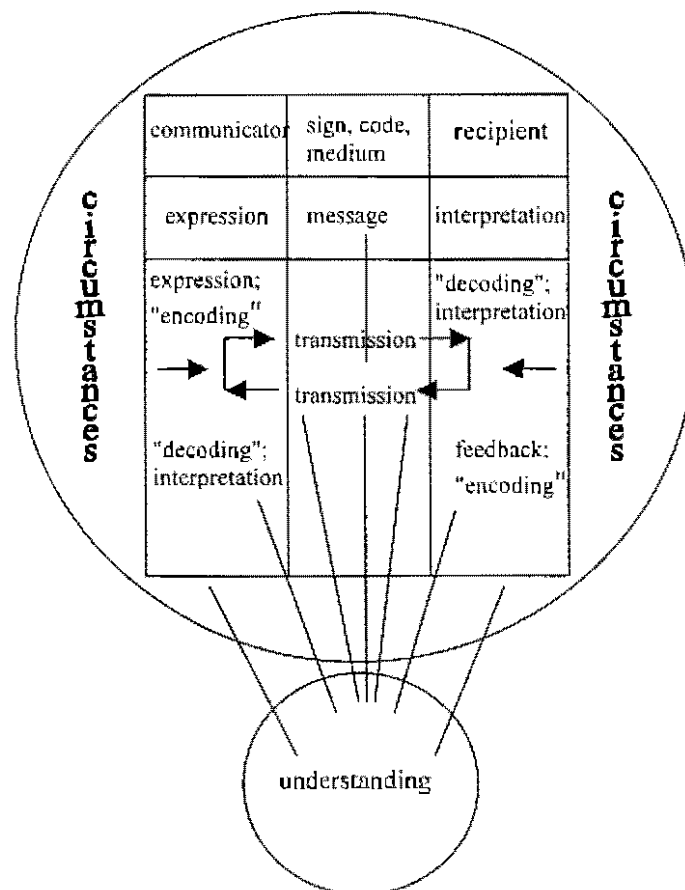 communicator
sign, code,
medium
recipient
circumstances
expression
message
interpretation
circumstances
expression;
"encoding"
"decoding";
interpretation
transmission
transmission
"decoding";
interpretation
feedback;
"encoding"
understanding